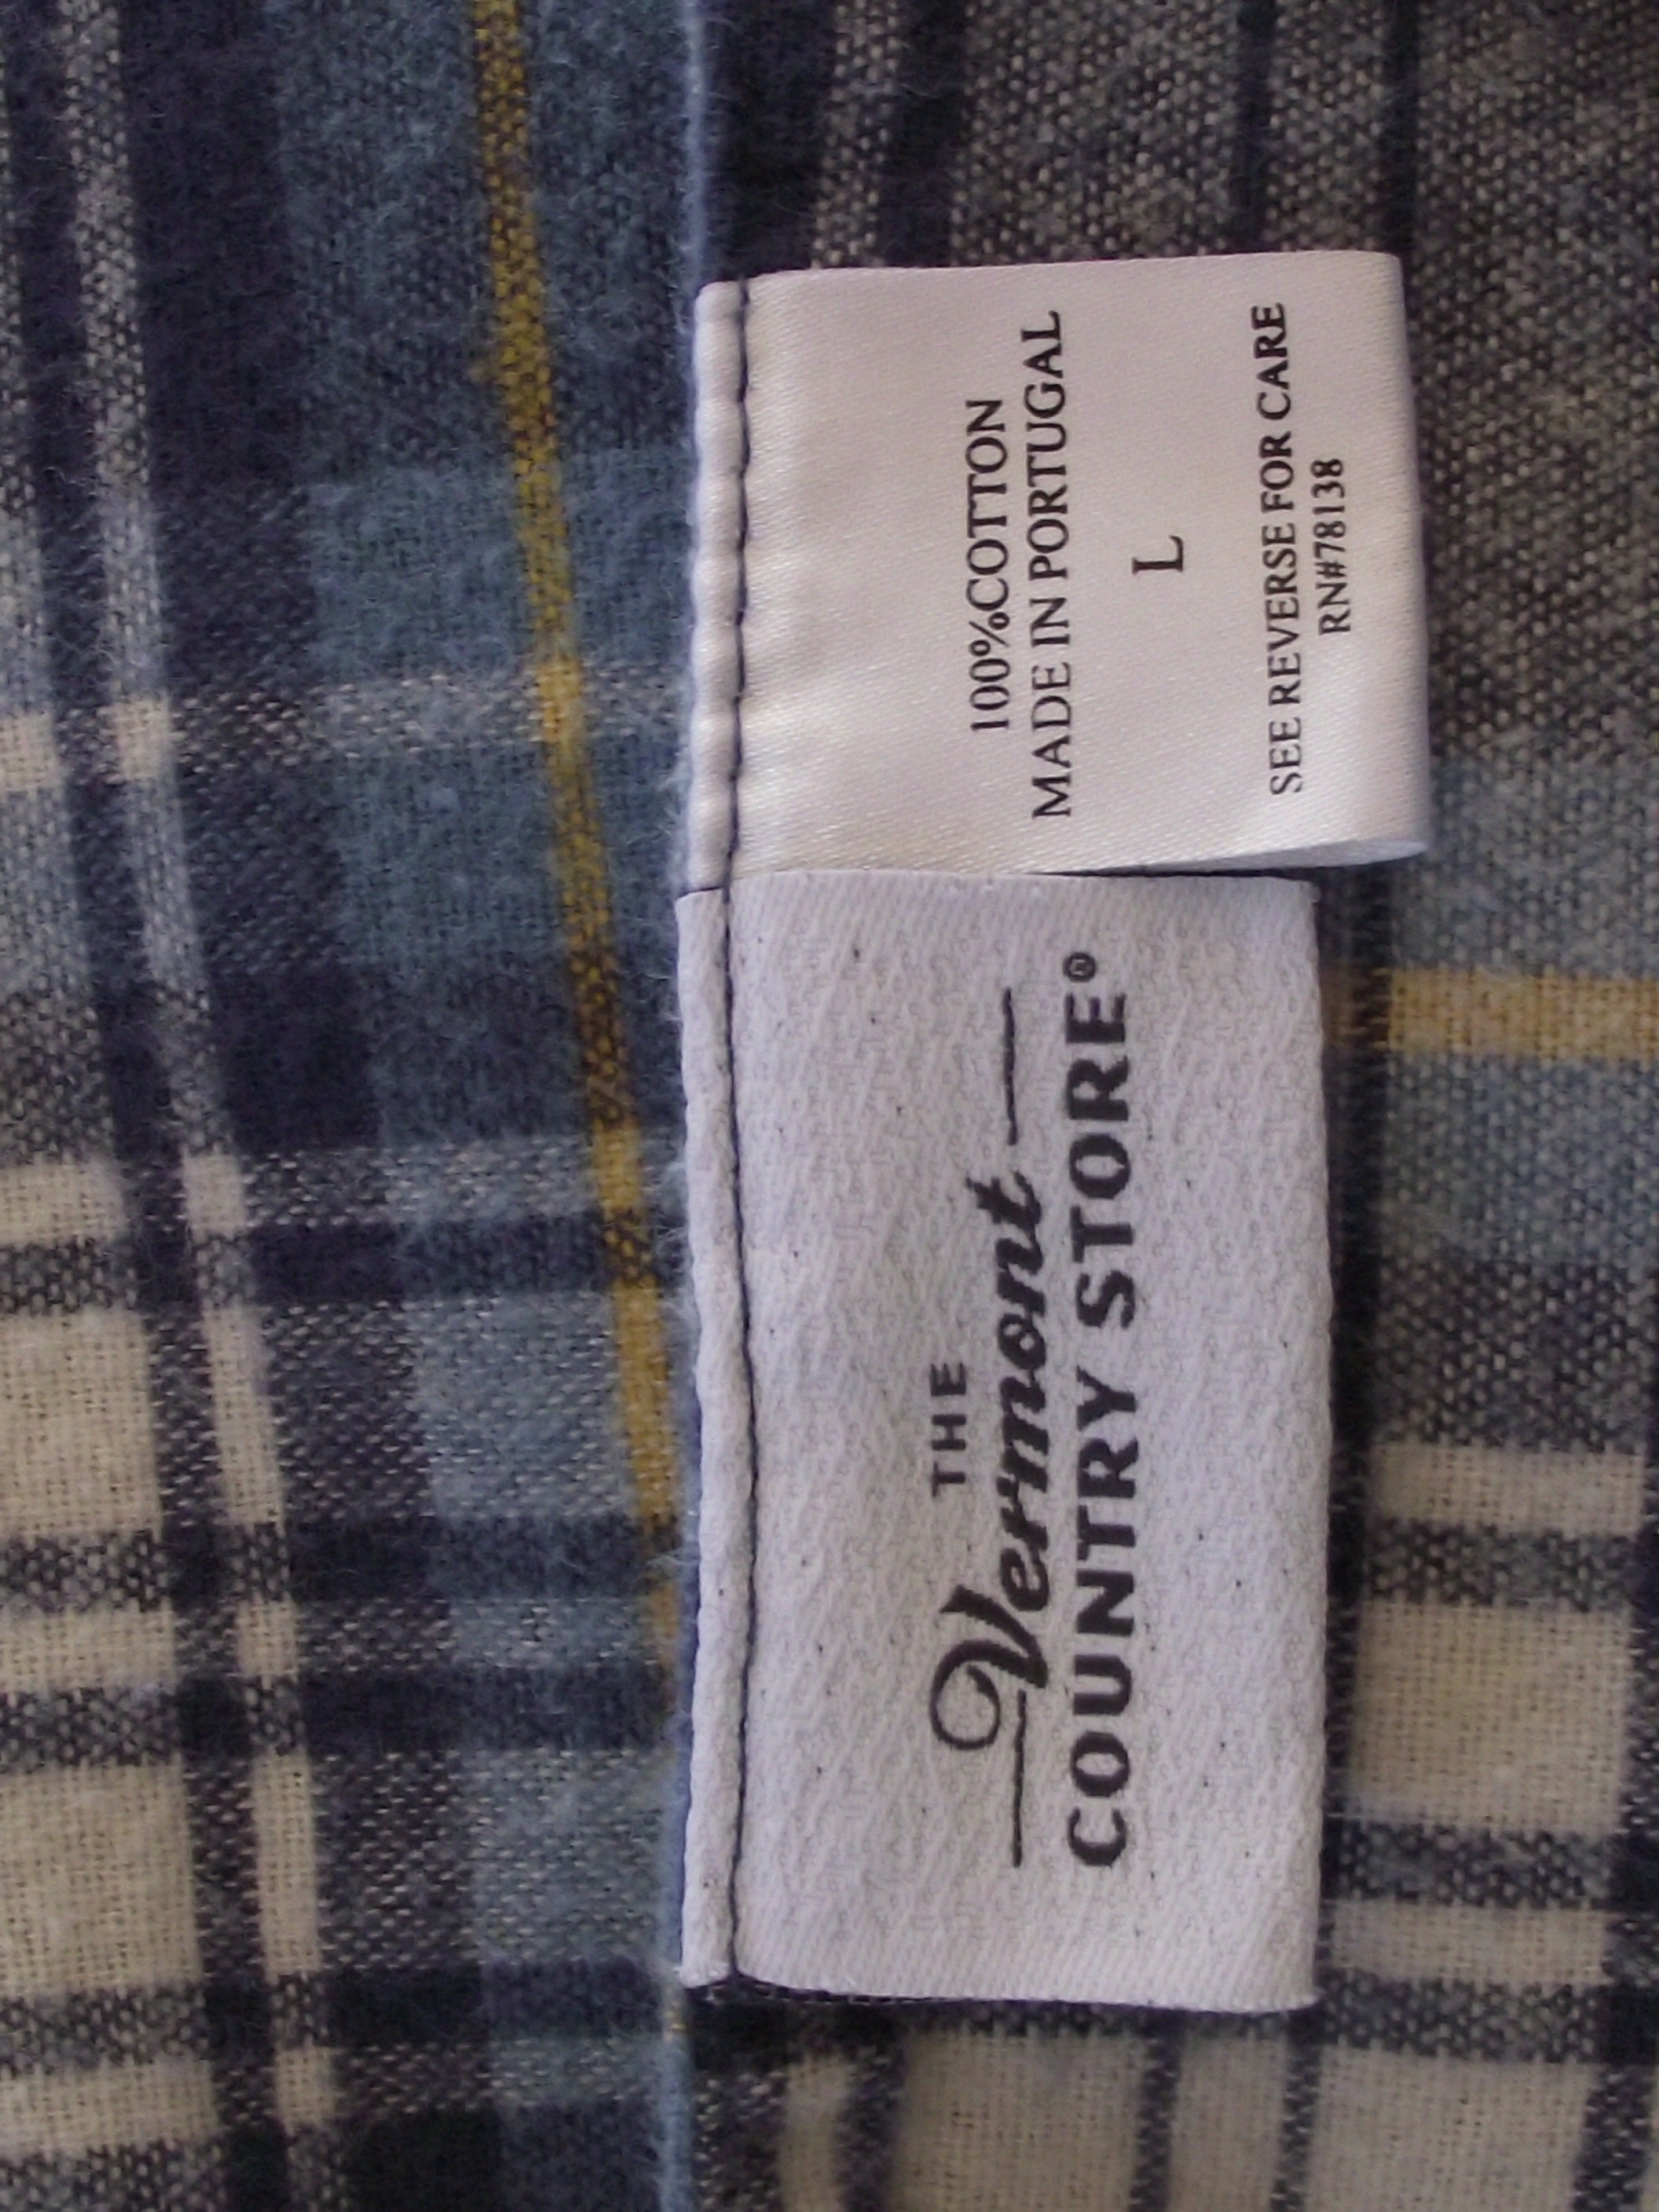 THE
Vermont
COUNTRY STORE®
100%COTTON
MADE IN PORTUGAL
L
SEE REVERSE FOR CARE
RN#78138